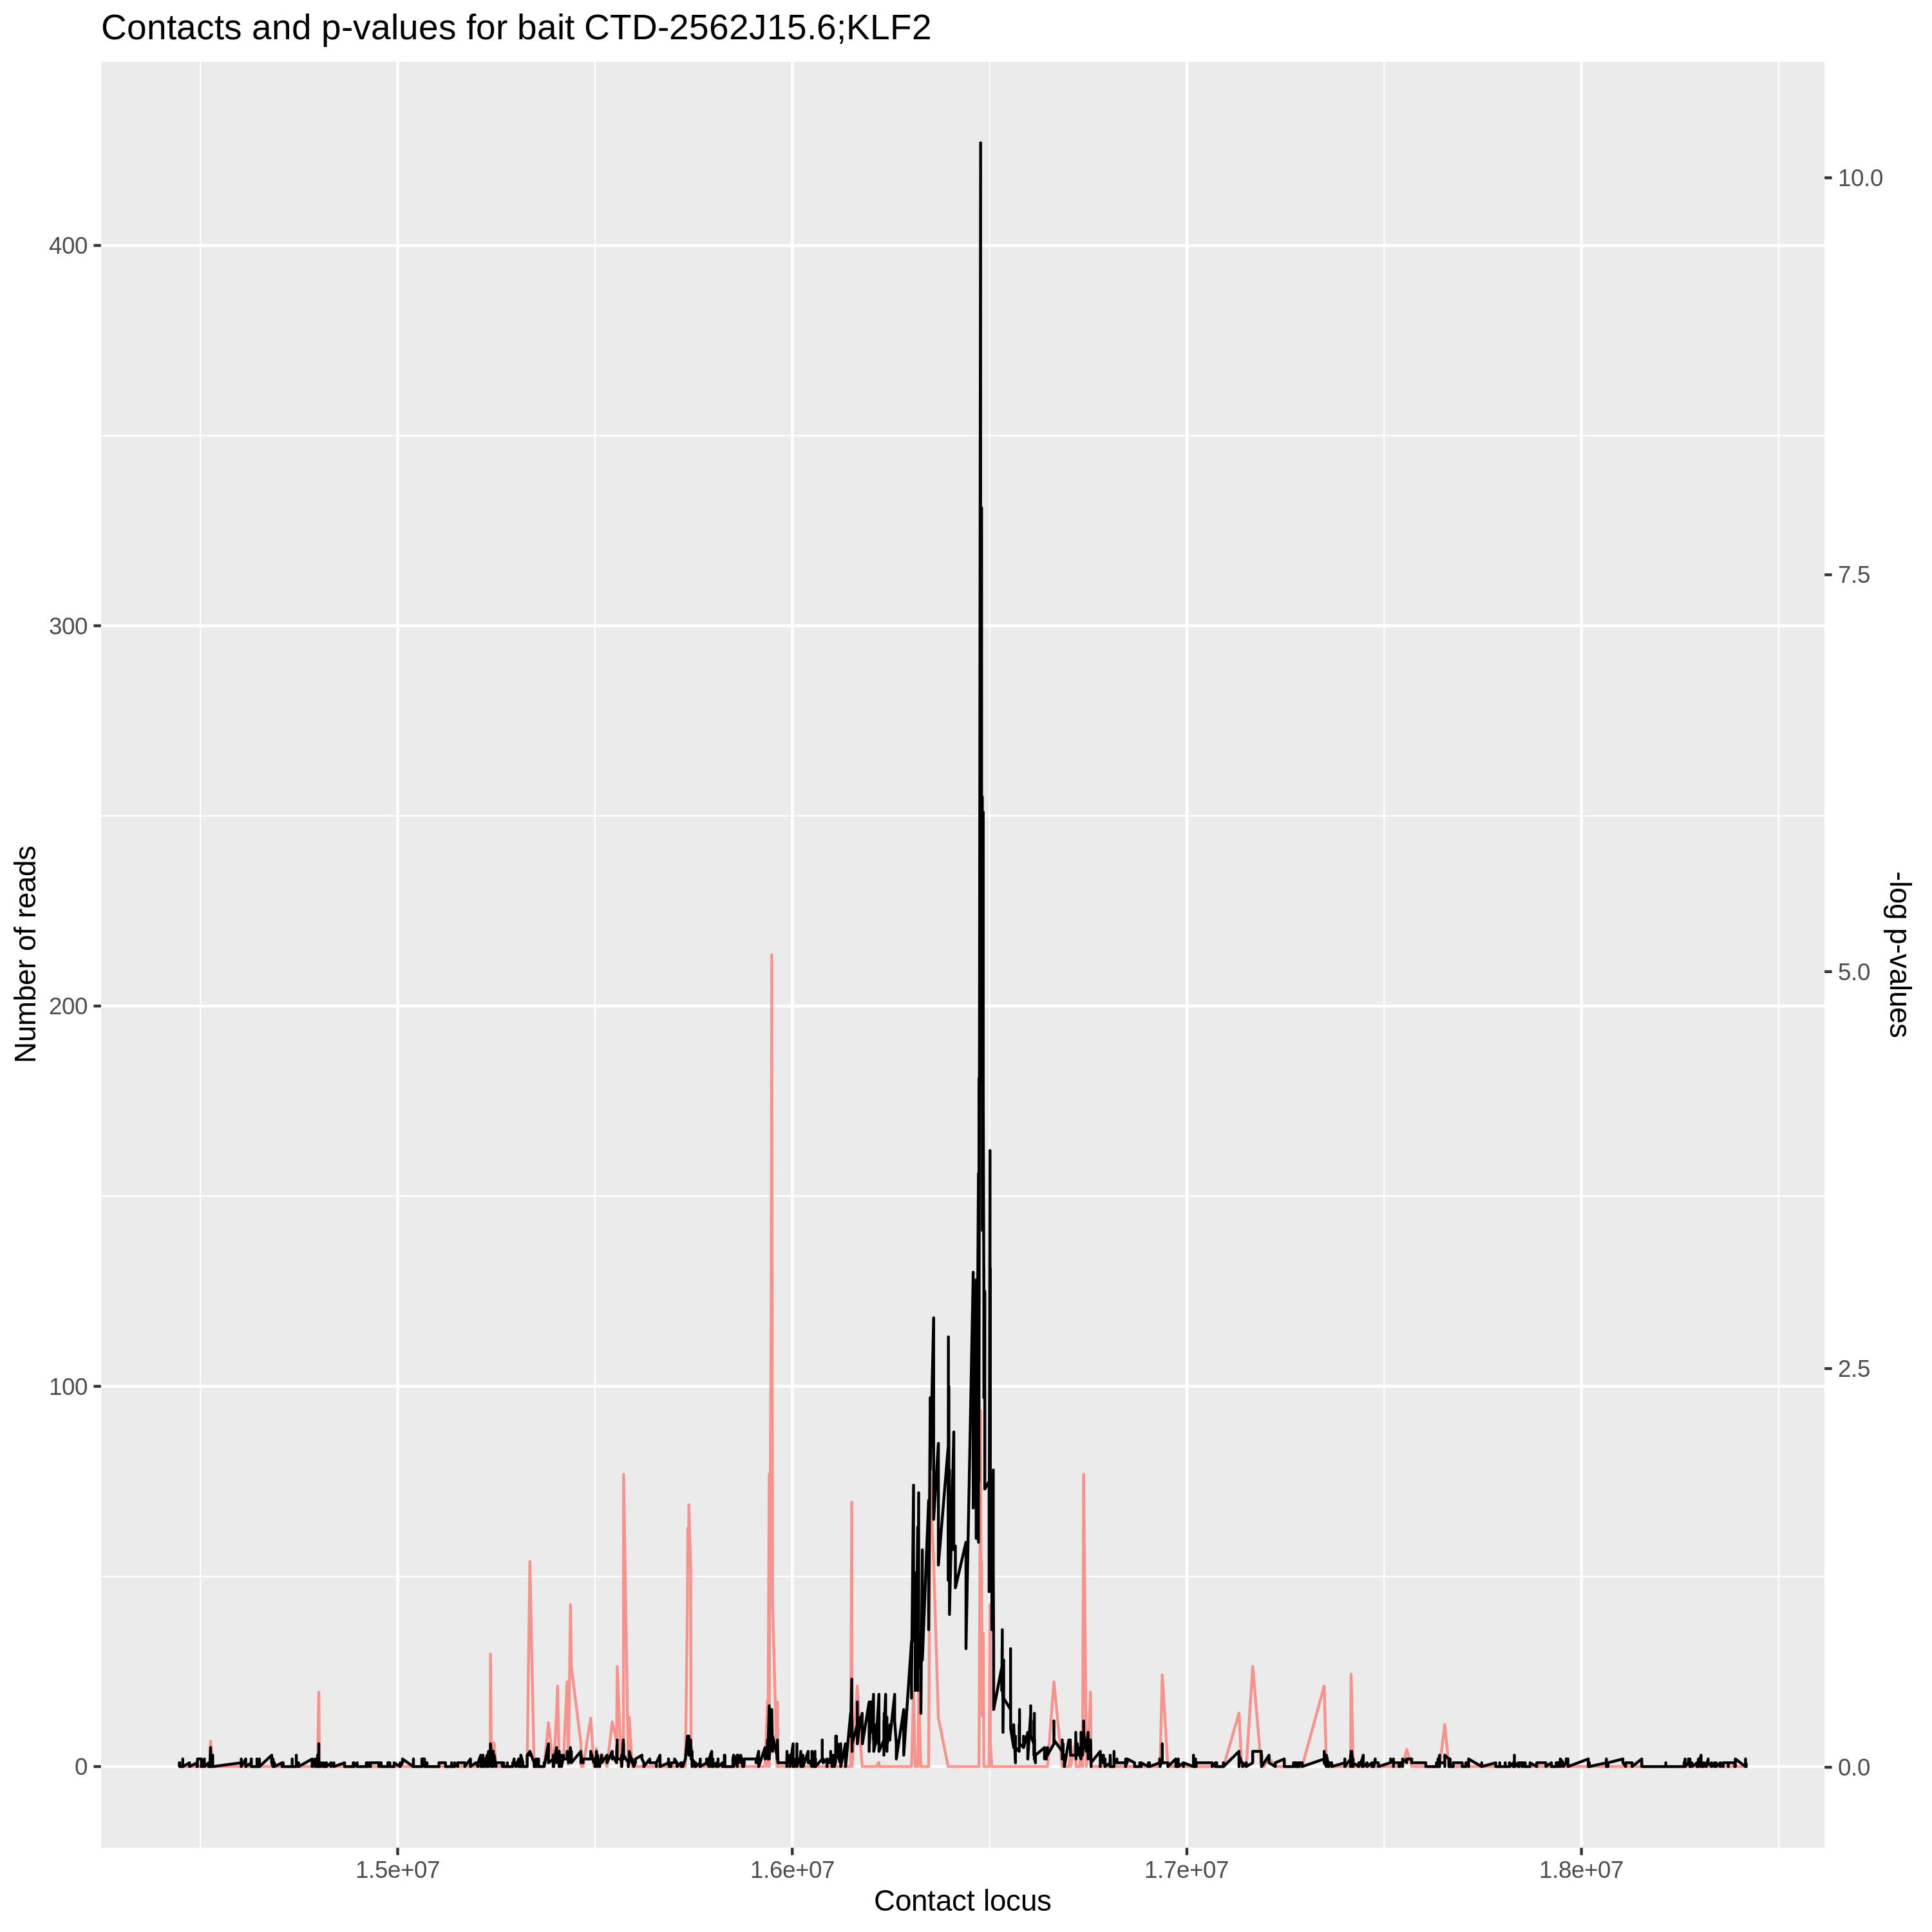 Contacts and p-values for bait CTD-2562J15.6;KLF2
Number of reads
400
300
200
100
0
10.0
7.5
5.0
2.5
0.0
-log p-values
1.5e+07
1.6e+07
1.7e+07
1.8e+07
Contact locus